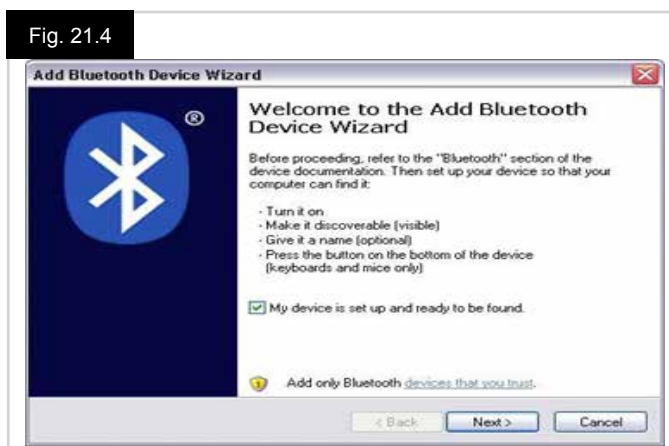 Fig. 21.4
Add Bluetooth Device Wizard
®
Welcome to the Add Bluetooth
Device Wizard
Before proceeding, refer to the "Bluetooth" section of the
device documentation. Then set up your device so that your
computer can find it:
- Turn it on
- Make it discoverable (visible)
- Give it a name (optional)
- Press the button on the bottom of the device
(keyboards and mice only)
My device is set up and ready to be found.
Add only Bluetooth devices that you trust.
< Back Next > Cancel